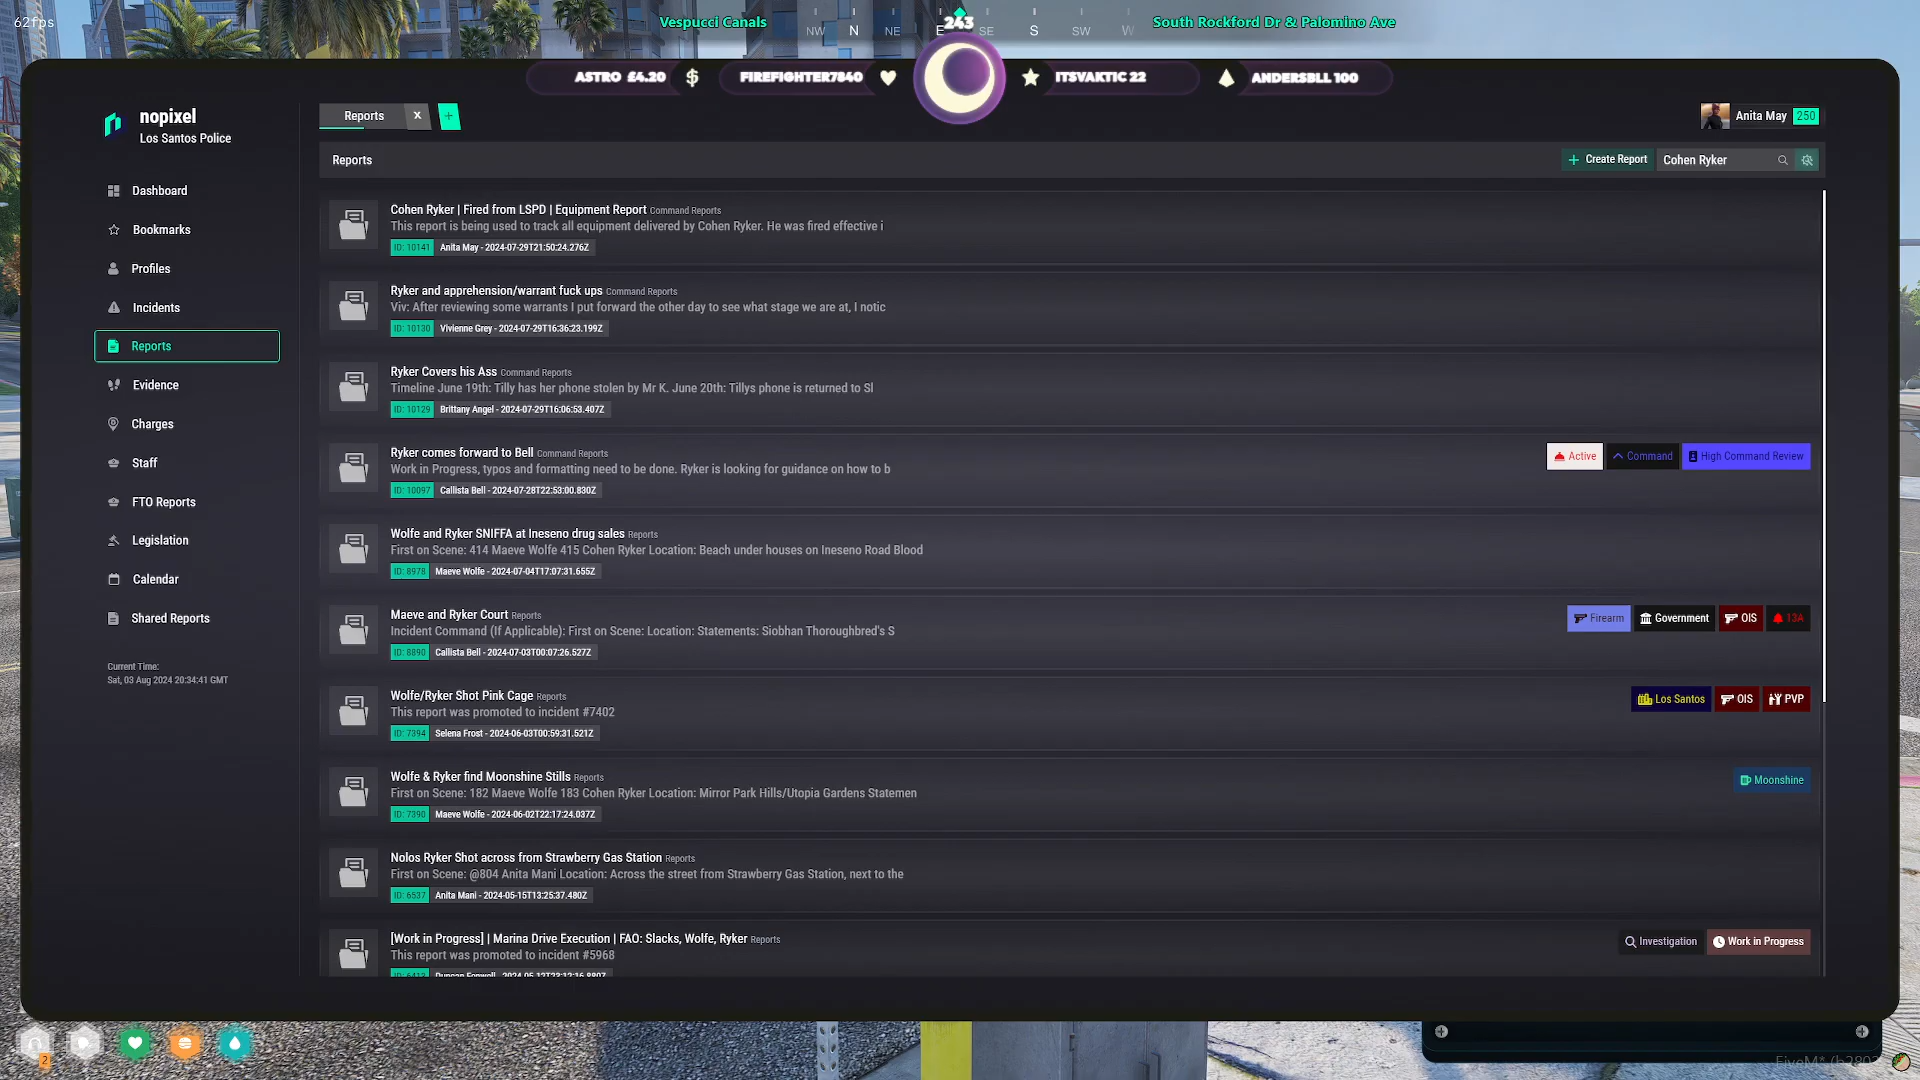 62fps
Vespucci Canals
NW N NE E 243 SE S SW W
South Rockford Dr & Palomino Ave
ASTRO £4.20 $ FIREFIGHTER7840 ITSVAKTIC 22 ANDERSBLL 100
nopixel
Los Santos Police
Reports x +
Anita May 250
Reports
+ Create Report
Cohen Ryker
Dashboard
Bookmarks
Profiles
Incidents
Reports
Evidence
Charges
Staff
FTO Reports
Legislation
Calendar
Shared Reports
Current Time:
Sat, 03 Aug 2024 20:34:41 GMT
Cohen Ryker | Fired from LSPD | Equipment Report Command Reports
This report is being used to track all equipment delivered by Cohen Ryker. He was fired effective i
ID: 10141 Anita May - 2024-07-29T21:50:24.276Z
Ryker and apprehension/warrant fuck ups Command Reports
Viv: After reviewing some warrants I put forward the other day to see what stage we are at, I notic
ID: 10130 Vivienne Grey - 2024-07-29T16:36:23.199Z
Ryker Covers his Ass Command Reports
Timeline June 19th: Tilly has her phone stolen by Mr K. June 20th: Tillys phone is returned to Sl
ID: 10129 Brittany Angel - 2024-07-29T16:06:53.407Z
Ryker comes forward to Bell Command Reports
Work in Progress, typos and formatting need to be done. Ryker is looking for guidance on how to b
ID: 10097 Callista Bell - 2024-07-28T22:53:00.830Z
Active Command High Command Review
Wolfe and Ryker SNIFFA at Ineseno drug sales Reports
First on Scene: 414 Maeve Wolfe 415 Cohen Ryker Location: Beach under houses on Ineseno Road Blood
ID: 8978 Maeve Wolfe - 2024-07-04T17:07:31.655Z
Maeve and Ryker Court Reports
Incident Command (If Applicable): First on Scene: Location: Statements: Siobhan Thoroughbred's S
ID: 8890 Callista Bell - 2024-07-03T00:07:26.527Z
Firearm Government OIS 13A
Wolfe/Ryker Shot Pink Cage Reports
This report was promoted to incident #7402
ID: 7394 Selena Frost - 2024-06-03T00:59:31.521Z
Los Santos OIS PVP
Wolfe & Ryker find Moonshine Stills Reports
First on Scene: 182 Maeve Wolfe 183 Cohen Ryker Location: Mirror Park Hills/Utopia Gardens Statemen
ID: 7390 Maeve Wolfe - 2024-06-02T22:17:24.037Z
Moonshine
Nolos Ryker Shot across from Strawberry Gas Station Reports
First on Scene: @804 Anita Mani Location: Across the street from Strawberry Gas Station, next to the
ID: 6537 Anita Mani - 2024-05-15T13:25:37.480Z
[Work in Progress] | Marina Drive Execution | FAO: Slacks, Wolfe, Ryker Reports
This report was promoted to incident #5968
Investigation Work in Progress
2
FiveM*